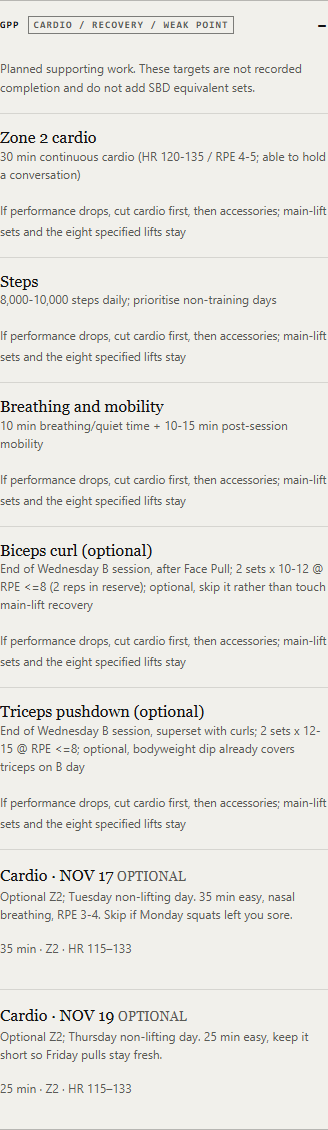 GPP CARDIO / RECOVERY / WEAK POINT –
Planned supporting work. These targets are not recorded
completion and do not add SBD equivalent sets.
Zone 2 cardio
30 min continuous cardio (HR 120-135 / RPE 4-5; able to hold
a conversation)
If performance drops, cut cardio first, then accessories; main-lift
sets and the eight specified lifts stay
Steps
8,000-10,000 steps daily; prioritise non-training days
If performance drops, cut cardio first, then accessories; main-lift
sets and the eight specified lifts stay
Breathing and mobility
10 min breathing/quiet time + 10-15 min post-session
mobility
If performance drops, cut cardio first, then accessories; main-lift
sets and the eight specified lifts stay
Biceps curl (optional)
End of Wednesday B session, after Face Pull; 2 sets x 10-12 @
RPE <=8 (2 reps in reserve); optional, skip it rather than touch
main-lift recovery
If performance drops, cut cardio first, then accessories; main-lift
sets and the eight specified lifts stay
Triceps pushdown (optional)
End of Wednesday B session, superset with curls; 2 sets x 12-
15 @ RPE <=8; optional, bodyweight dip already covers
triceps on B day
If performance drops, cut cardio first, then accessories; main-lift
sets and the eight specified lifts stay
Cardio · NOV 17 OPTIONAL
Optional Z2; Tuesday non-lifting day. 35 min easy, nasal
breathing, RPE 3-4. Skip if Monday squats left you sore.
35 min · Z2 · HR 115–133
Cardio · NOV 19 OPTIONAL
Optional Z2; Thursday non-lifting day. 25 min easy, keep it
short so Friday pulls stay fresh.
25 min · Z2 · HR 115–133